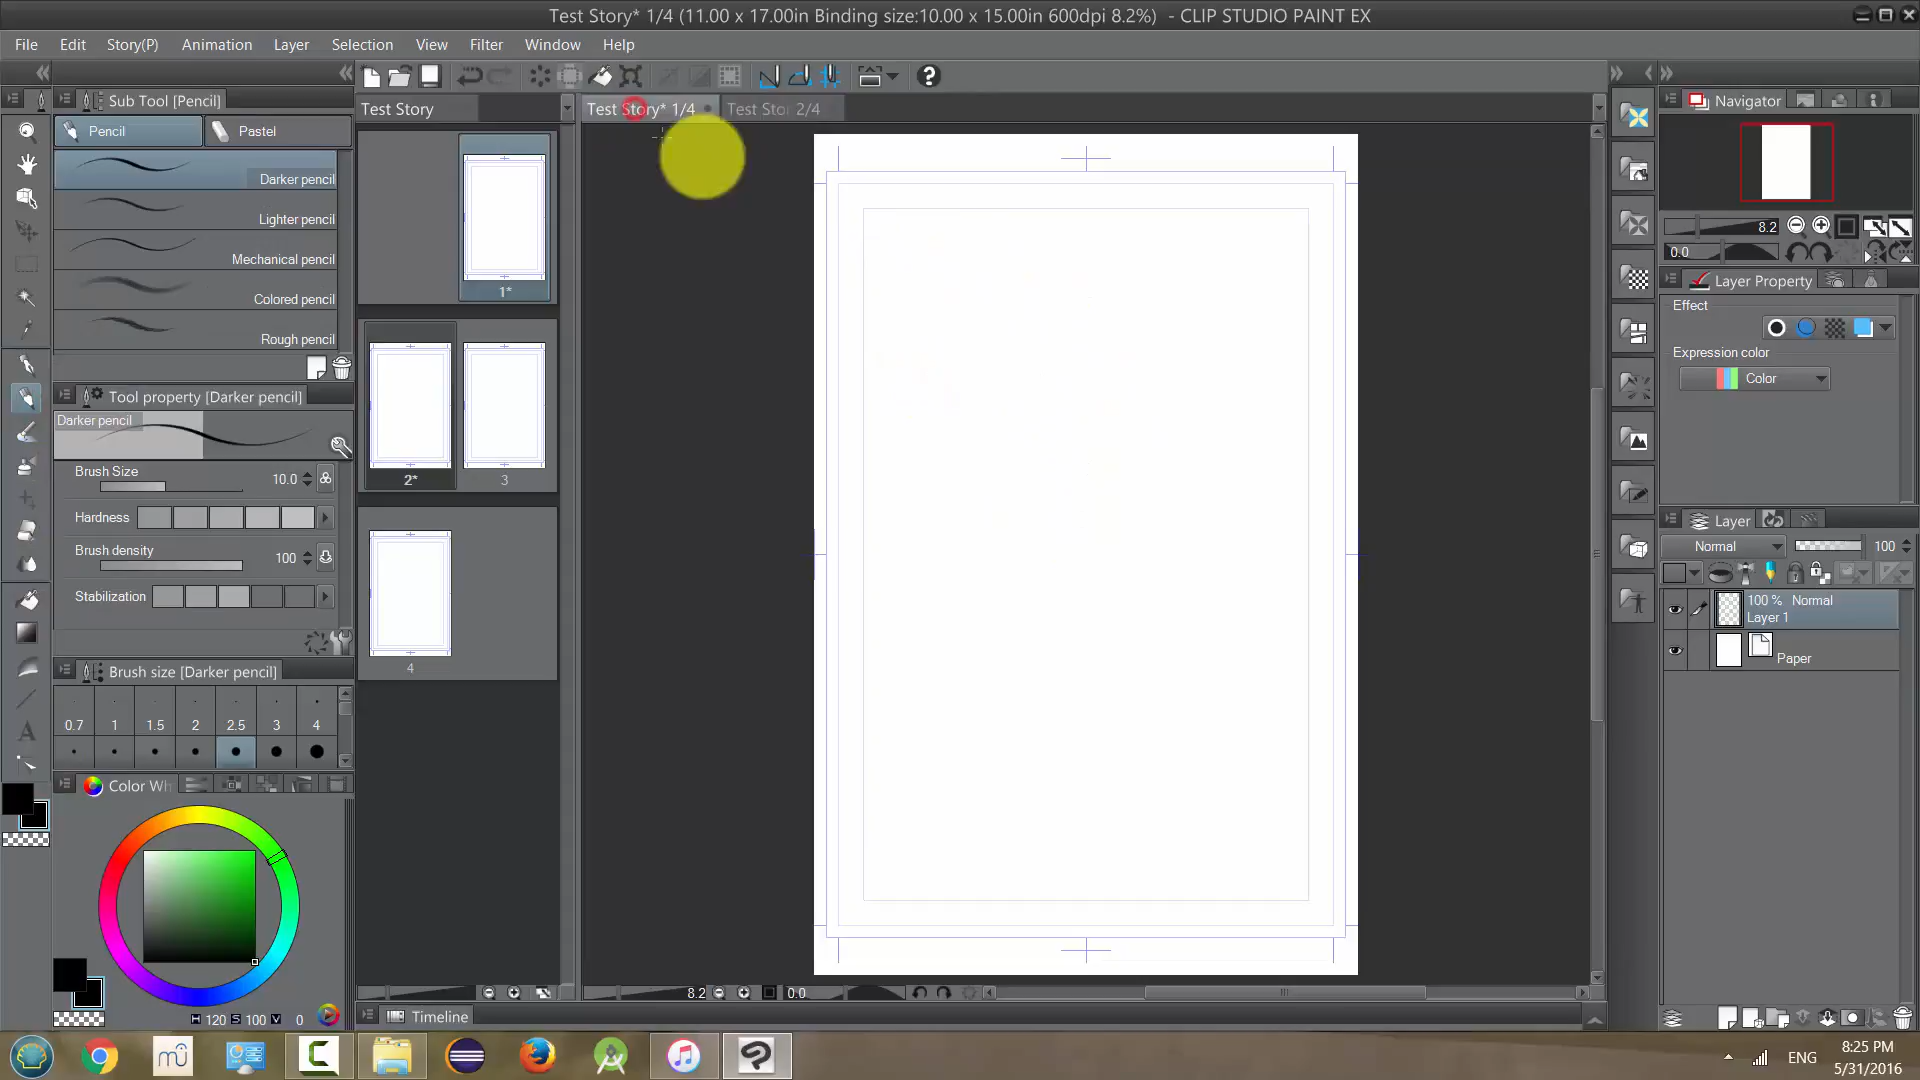 Test Story* 1/4 (11.00 x 17.00in Binding size:10.00 x 15.00in 600dpi 8.2%) - CLIP STUDIO PAINT EX
File Edit Story(P) Animation Layer Selection View Filter Window Help
Sub Tool [Pencil]
Pencil Pastel
Darker pencil
Lighter pencil
Mechanical pencil
Colored pencil
Rough pencil
Tool property [Darker pencil]
Darker pencil
Brush Size 10.0
Hardness
Brush density 100
Stabilization
Brush size [Darker pencil]
0.7 1 1.5 2 2.5 3 4
Color Wh
H 120 S 100 V 0
Test Story
1*
2* 3
4
Test Story* 1/4 Test Stor 2/4
8.2 0.0
Timeline
Navigator
8.2
0.0
Layer Property
Effect
Expression color
Color
Layer
Normal 100
100 % Normal
Layer 1
Paper
ENG
8:25 PM
5/31/2016